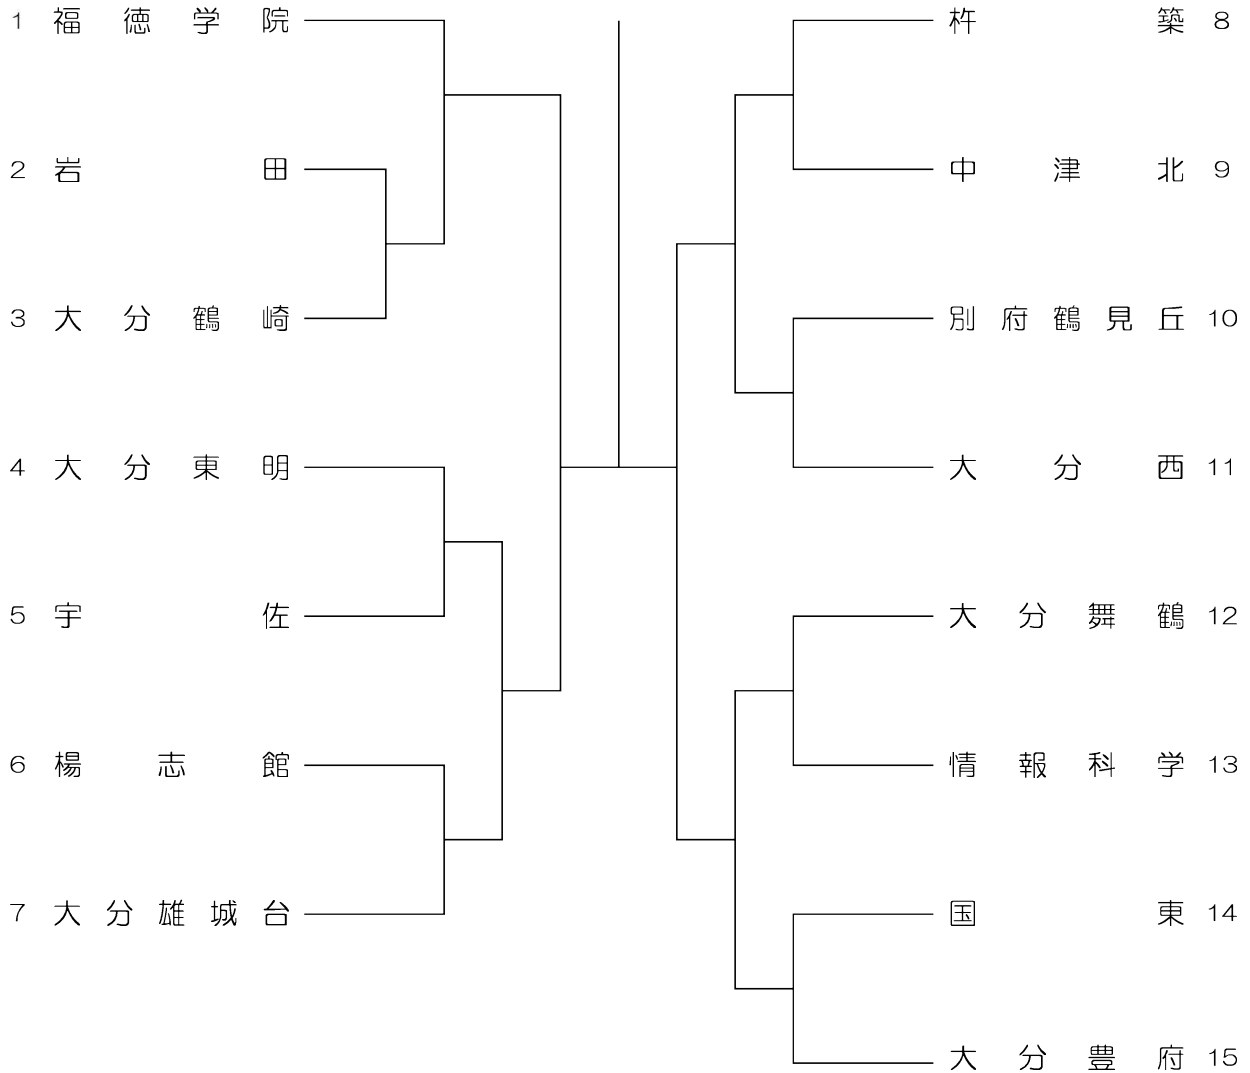 1 福徳学院
2 岩田
3 大分鶴崎
4 大分東明
5 宇佐
6 楊志館
7 大分雄城台
杵築 8
中津北 9
別府鶴見丘 10
大分西 11
大分舞鶴 12
情報科学 13
国東 14
大分豊府 15